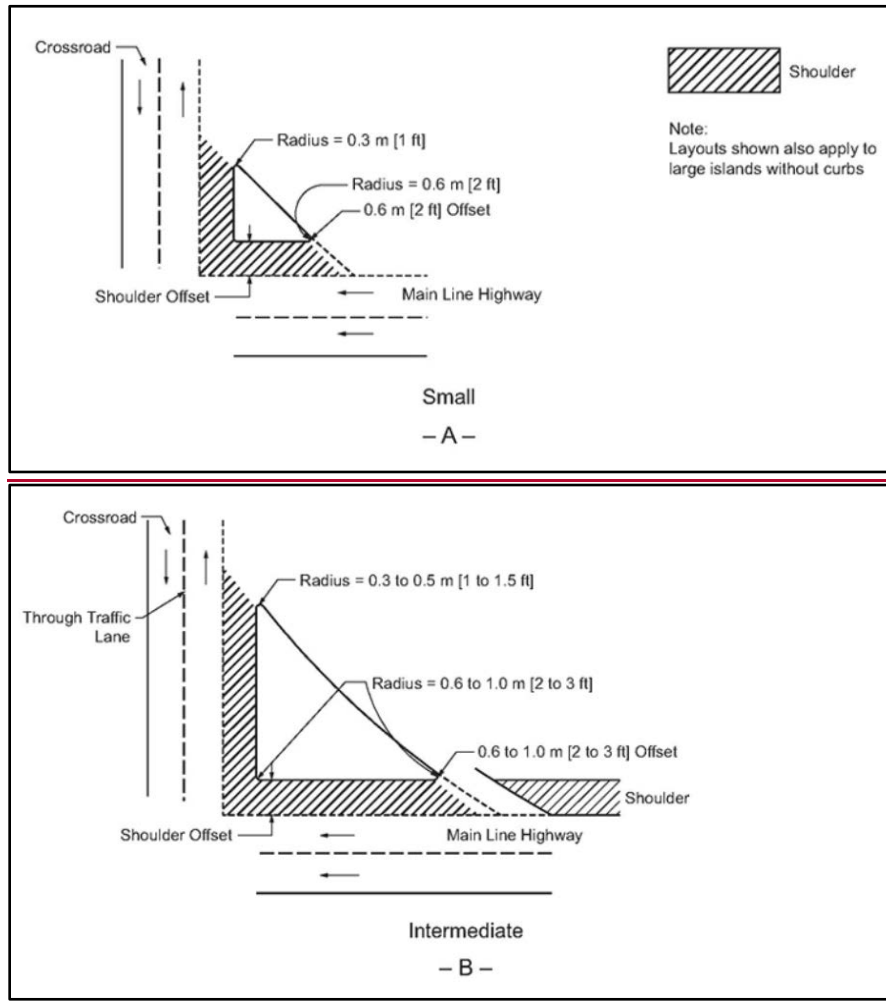 Crossroad
Shoulder
Radius = 0.3 m [1 ft]
Note:
Layouts shown also apply to
large islands without curbs
Radius = 0.6 m [2 ft]
0.6 m [2 ft] Offset
Shoulder Offset
Main Line Highway
Small
– A –
Crossroad
Radius = 0.3 to 0.5 m [1 to 1.5 ft]
Through Traffic
Lane
Radius = 0.6 to 1.0 m [2 to 3 ft]
0.6 to 1.0 m [2 to 3 ft] Offset
Shoulder
Shoulder Offset
Main Line Highway
Intermediate
– B –